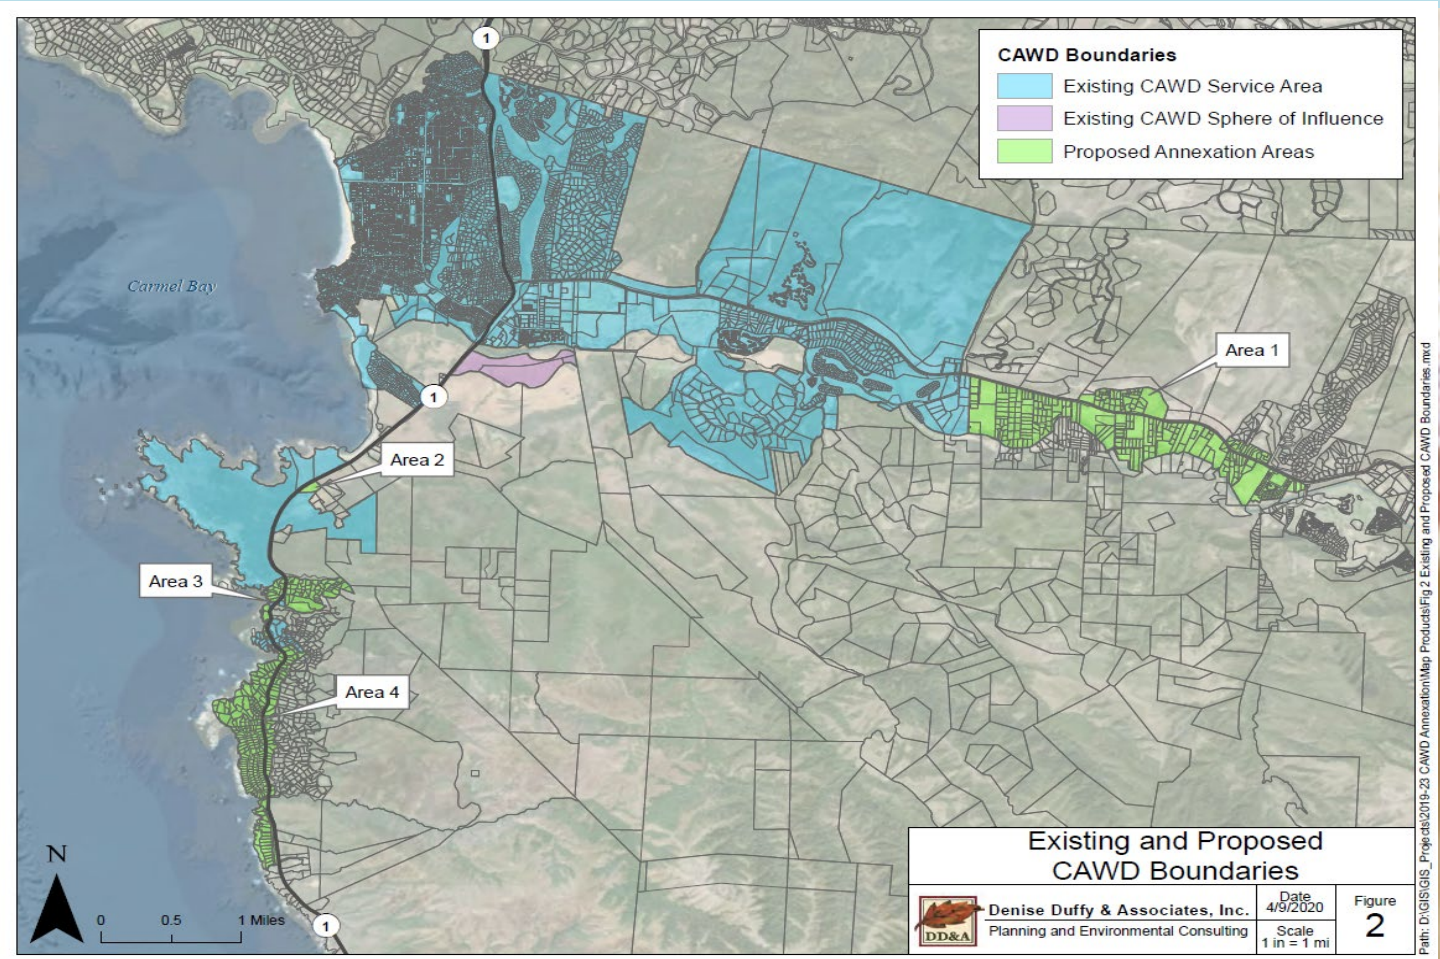 1
CAWD Boundaries
Existing CAWD Service Area
Existing CAWD Sphere of Influence
Proposed Annexation Areas
Carmel Bay
Area 1
1
Area 2
Area 3
Area 4
N
0 0.5 1 Miles
1
Existing and Proposed
CAWD Boundaries
DD&A
Denise Duffy & Associates, Inc.
Planning and Environmental Consulting
Date
4/9/2020
Scale
1 in = 1 mi
Figure
2
Path: D:\GIS\GIS_Projects\2019-23 CAWD Annexation\Map Products\Fig 2 Existing and Proposed CAWD Boundaries.mxd